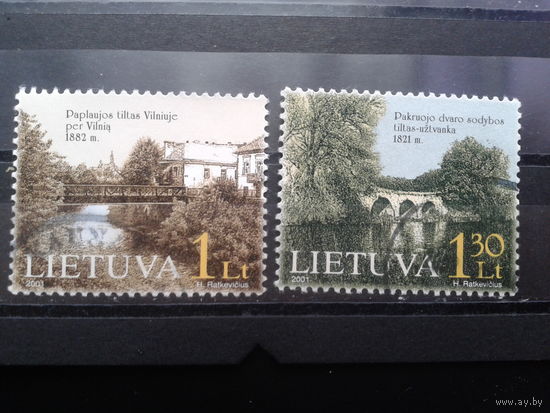 Paplaujos tiltas Vilniuje
per Vilnią
1882 m.
LIETUVA 1 Lt
2001
H. Ratkevičius
Pakruojo dvaro sodybos
tiltas-užtvanka
1821 m.
LIETUVA 1 30 Lt
2001
H. Ratkevičius
www.ay.by